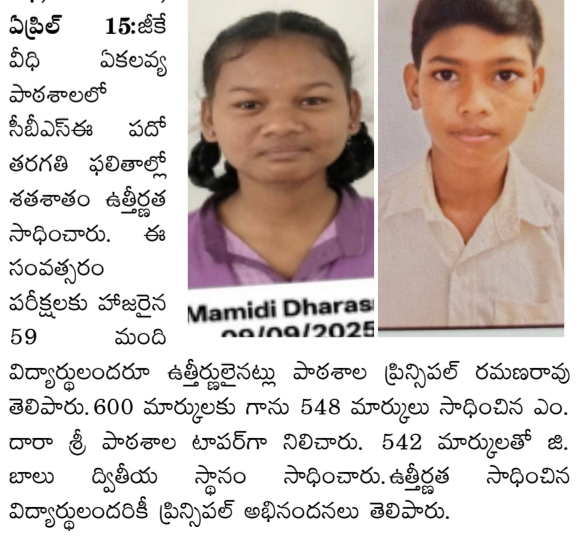 ఏప్రిల్ 15:జీకే
వీధి ఏకలవ్య
పాఠశాలలో
సీబీఎస్ఈ పదో
తరగతి ఫలితాల్లో
శతశాతం ఉత్తీర్ణత
సాధించారు. ఈ
సంవత్సరం
పరీక్షలకు హాజరైన
59 మంది
Mamidi Dharas
09/09/2025
విద్యార్థులందరూ ఉత్తీర్ణులైనట్లు పాఠశాల ప్రిన్సిపల్ రమణరావు
తెలిపారు.600 మార్కులకు గాను 548 మార్కులు సాధించిన ఎం.
దారా శ్రీ పాఠశాల టాపర్‌గా నిలిచారు. 542 మార్కులతో జి.
బాలు ద్వితీయ స్థానం సాధించారు.ఉత్తీర్ణత సాధించిన
విద్యార్థులందరికీ ప్రిన్సిపల్ అభినందనలు తెలిపారు.